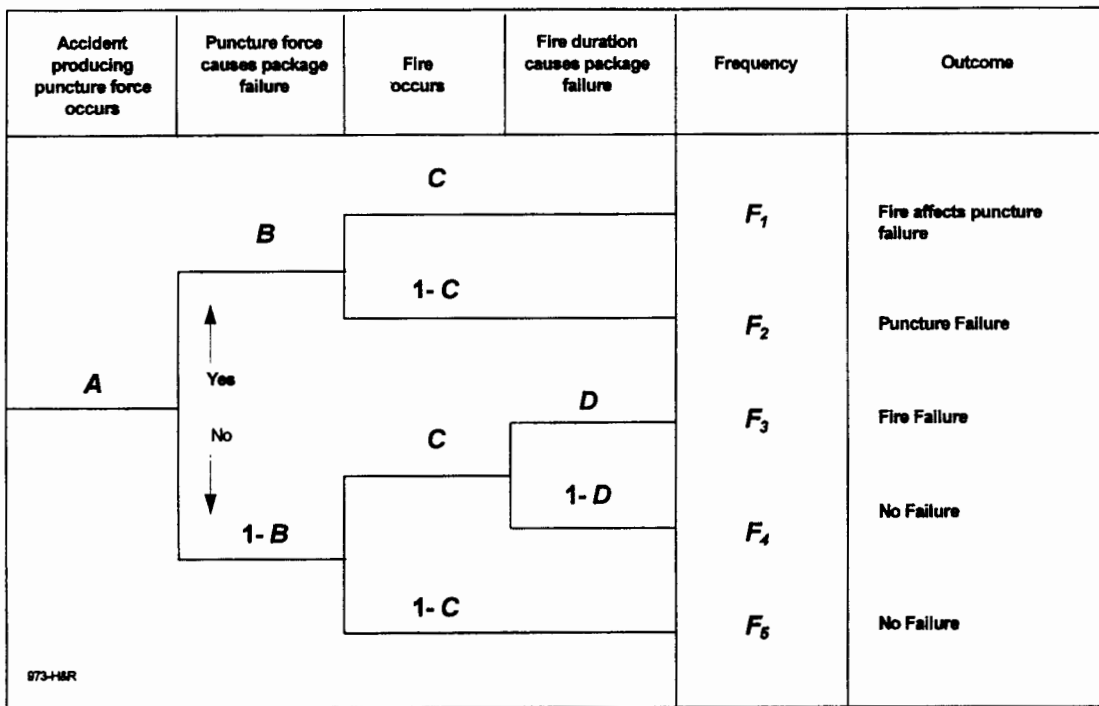 Accident
producing
puncture force
occurs
Puncture force
causes package
failure
Fire
occurs
Fire duration
causes package
failure
Frequency
Outcome
C
F1
Fire affects puncture
failure
B
1- C
F2
Puncture Failure
Yes
A
No
D
F3
Fire Failure
C
1- D
F4
No Failure
1- B
1- C
F5
No Failure
973-H&R